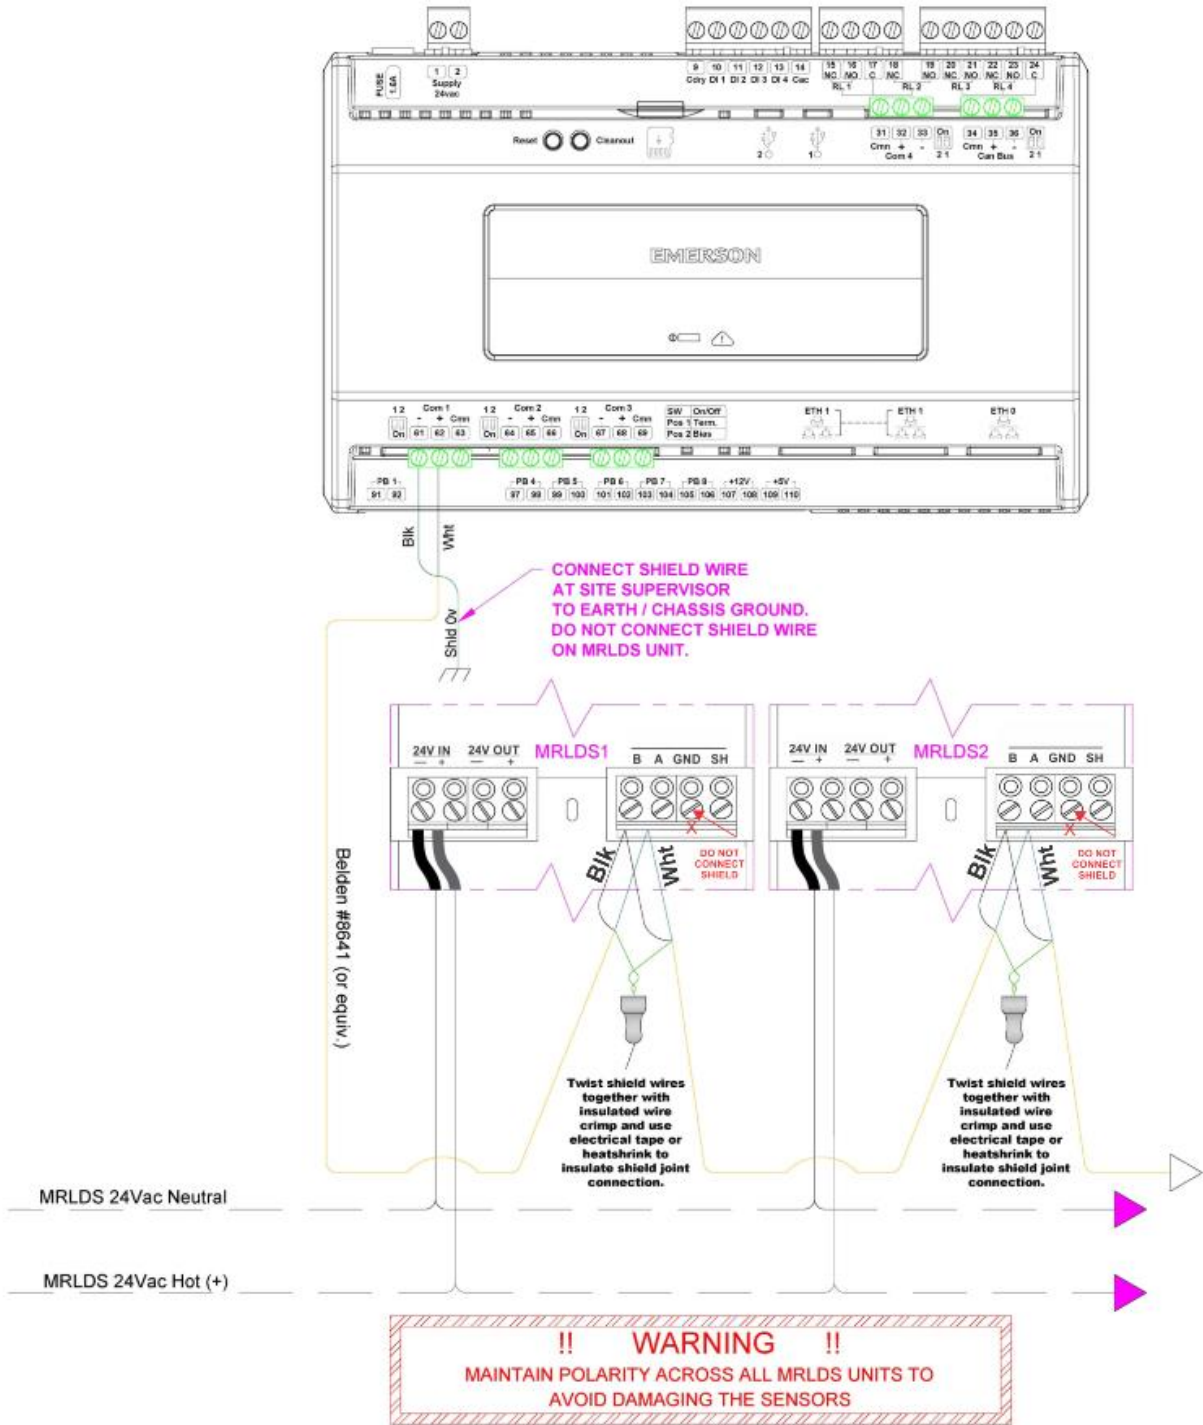 FUSE
1.6A
1 2
Supply
24vac
9 10 11 12 13 14
Cdry DI 1 DI 2 DI 3 DI 4 Cac
15 16 17 18
NC NO C NC
RL 1 RL 2
19 20 21 22 23 24
NO NC NO NC NO C
RL 3 RL 4
Reset Cleanout
2 1
31 32 33 On
Cmn + -
Com 4 2 1
34 35 36 On
Cmn + -
Can Bus 2 1
EMERSON
1 2 Com 1
- + Cmn
On 61 62 63
1 2 Com 2
- + Cmn
On 64 65 66
1 2 Com 3
- + Cmn
On 67 68 69
SW On/Off
Pos 1 Term.
Pos 2 Bias
ETH 1 ETH 1 ETH 0
PB 1 PB 4 PB 5 PB 6 PB 7 PB 8 +12V +5V
91 92 97 98 99 100 101 102 103 104 105 106 107 108 109 110
Blk
Wht
Shld 0v
CONNECT SHIELD WIRE
AT SITE SUPERVISOR
TO EARTH / CHASSIS GROUND.
DO NOT CONNECT SHIELD WIRE
ON MRLDS UNIT.
24V IN 24V OUT MRLDS1
— + — +
B A GND SH
X
DO NOT
CONNECT
SHIELD
Blk
Wht
24V IN 24V OUT MRLDS2
— + — +
B A GND SH
X
DO NOT
CONNECT
SHIELD
Blk
Wht
Belden #8641 (or equiv.)
Twist shield wires
together with
insulated wire
crimp and use
electrical tape or
heatshrink to
insulate shield joint
connection.
Twist shield wires
together with
insulated wire
crimp and use
electrical tape or
heatshrink to
insulate shield joint
connection.
MRLDS 24Vac Neutral
MRLDS 24Vac Hot (+)
!! WARNING !!
MAINTAIN POLARITY ACROSS ALL MRLDS UNITS TO
AVOID DAMAGING THE SENSORS